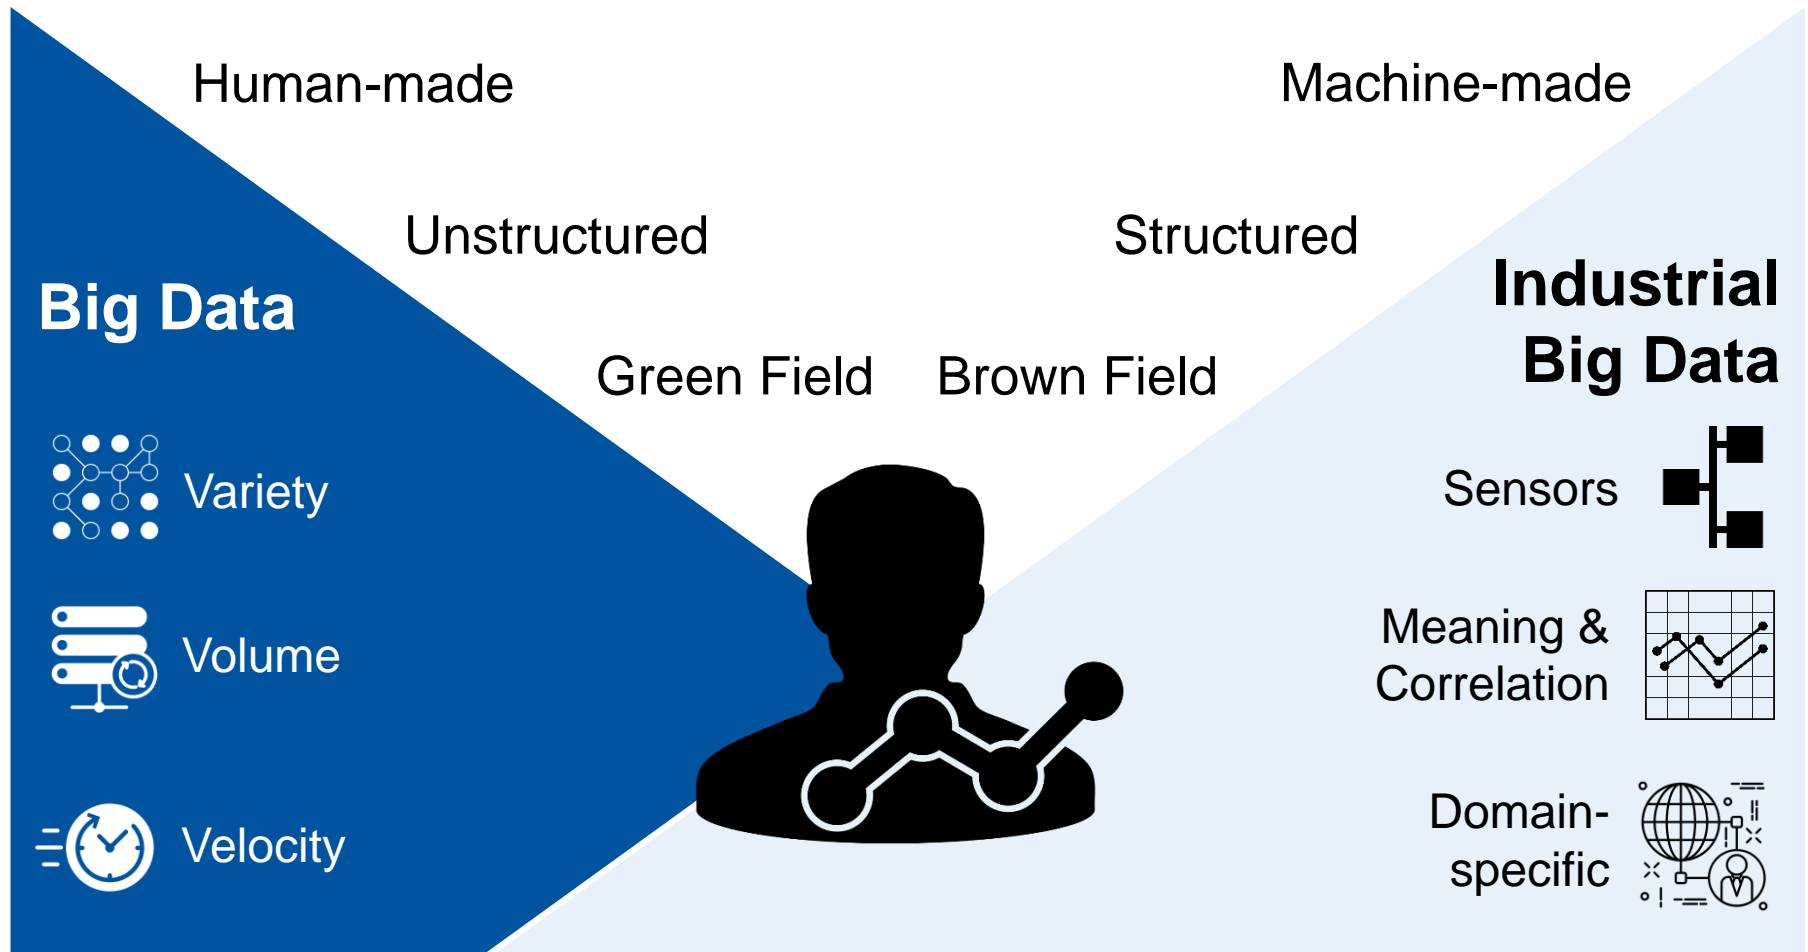 Human-made
Machine-made
Unstructured
Structured
Green Field
Brown Field
Big Data
Variety
Volume
Velocity
Industrial
Big Data
Sensors
Meaning &
Correlation
Domain-
specific